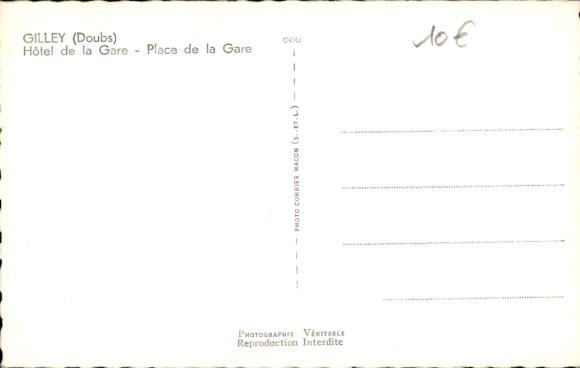 GILLEY (Doubs)
Hôtel de la Gare - Place de la Gare
10€
PHOTO COMBIER MACON (S.-ET-L.)
PHOTOGRAPHIE VÉRITABLE
Reproduction Interdite